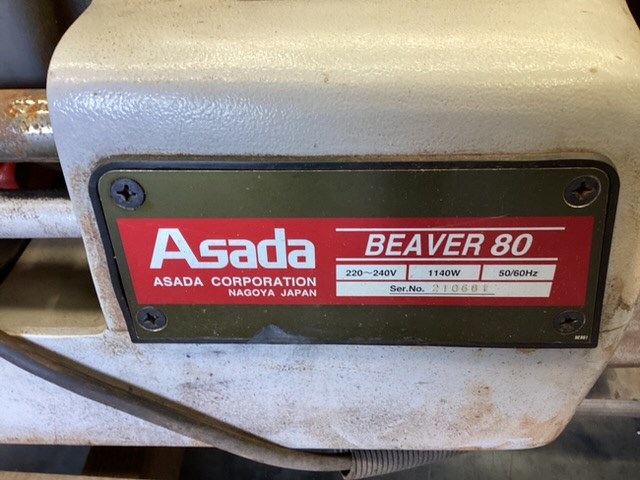 Asada
ASADA CORPORATION
NAGOYA JAPAN
BEAVER 80
220~240V 1140W 50/60Hz
Ser.No.